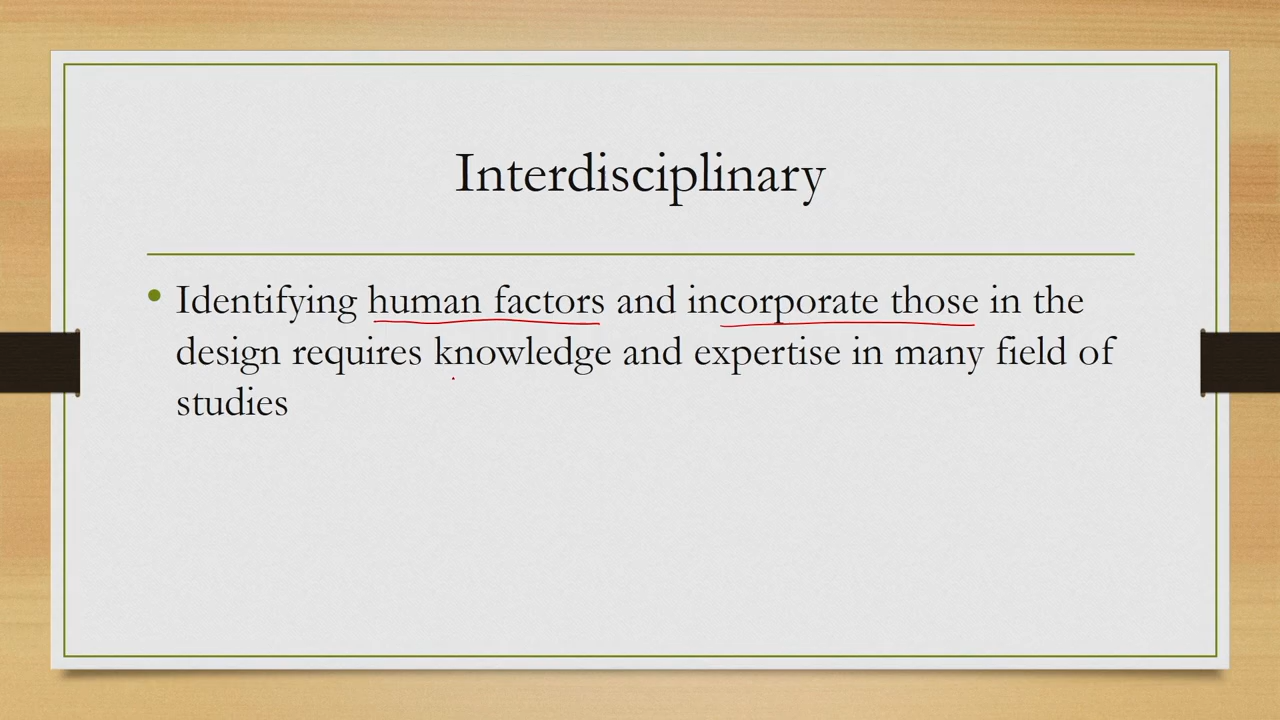 Interdisciplinary
• Identifying human factors and incorporate those in the
design requires knowledge and expertise in many field of
studies